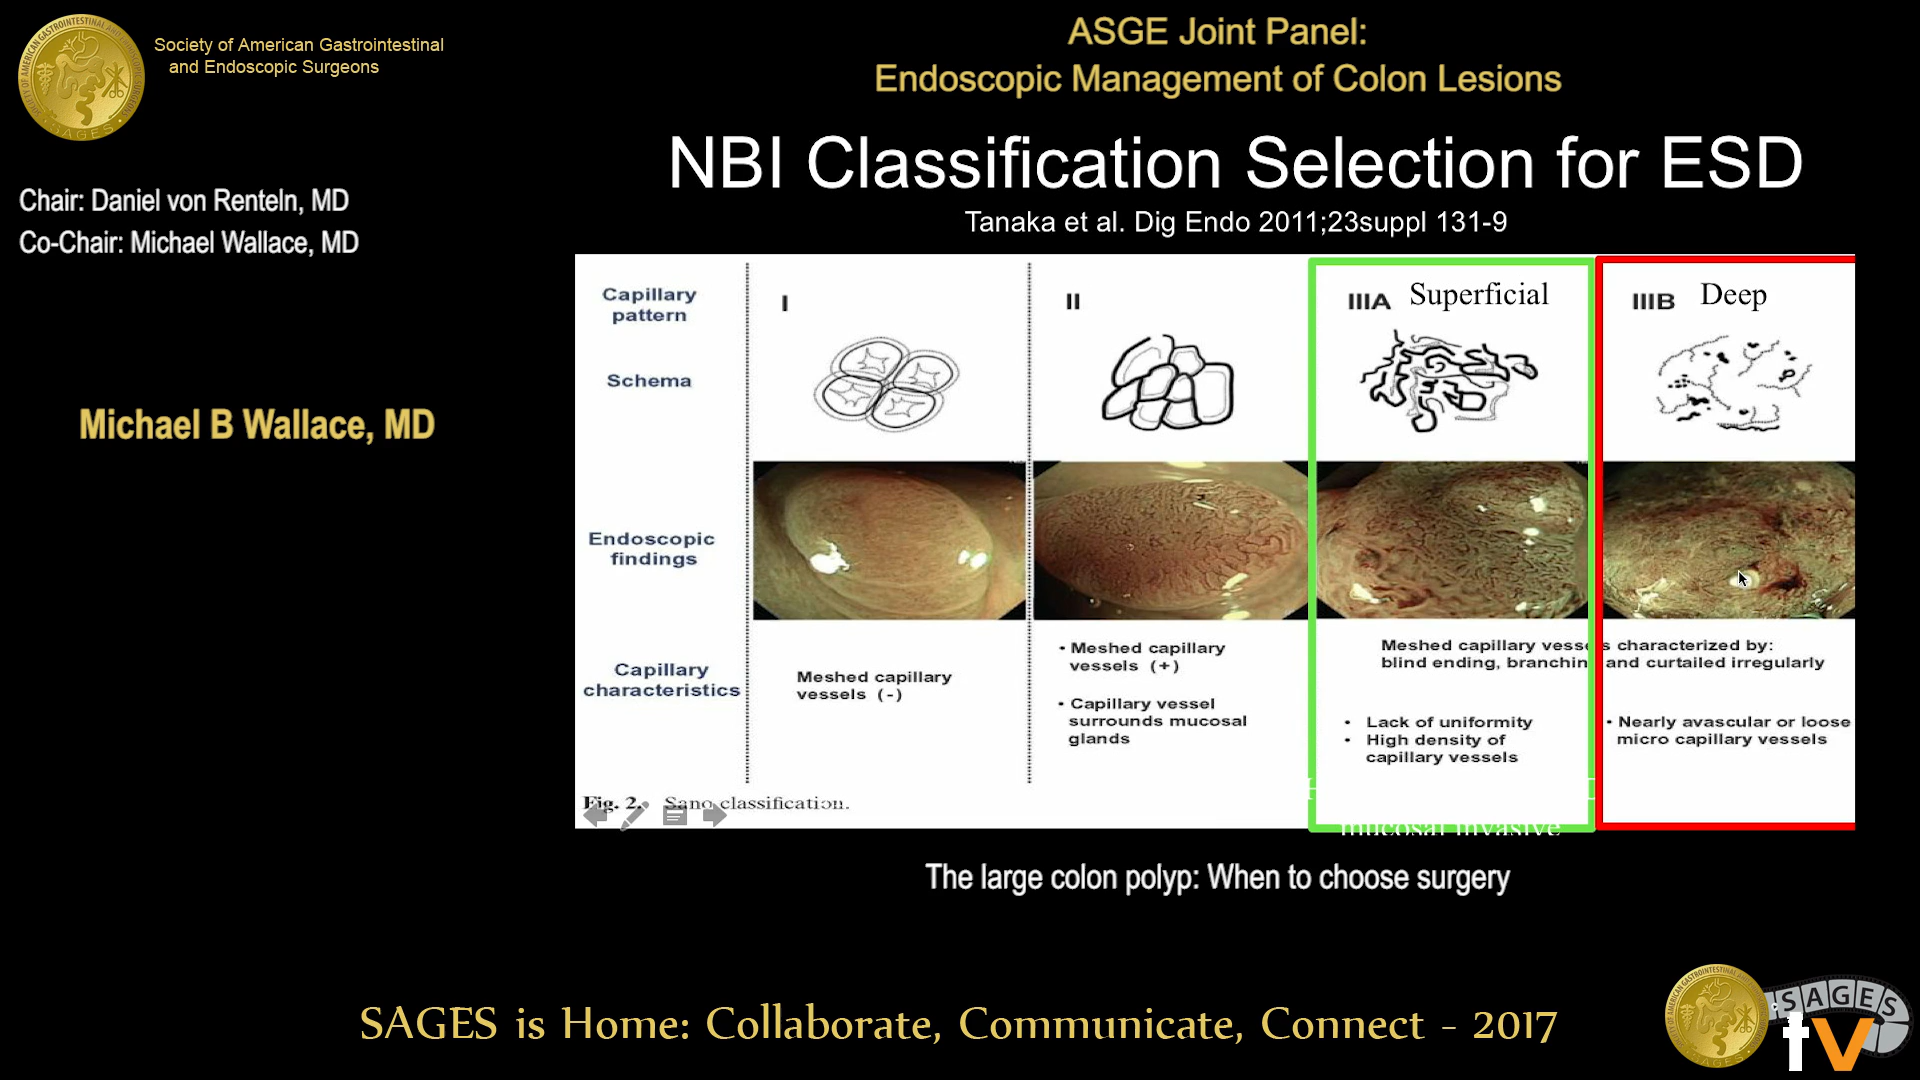 Society of American Gastrointestinal
and Endoscopic Surgeons
ASGE Joint Panel:
Endoscopic Management of Colon Lesions
Chair: Daniel von Renteln, MD
Co-Chair: Michael Wallace, MD
Michael B Wallace, MD
NBI Classification Selection for ESD
Tanaka et al. Dig Endo 2011;23suppl 131-9
Capillary
pattern
I
II
IIIA Superficial
IIIB Deep
Schema
Endoscopic
findings
Capillary
characteristics
Meshed capillary
vessels (-)
• Meshed capillary
vessels (+)
• Capillary vessel
surrounds mucosal
glands
Meshed capillary vessels characterized by:
blind ending, branchin and curtailed irregularly
• Lack of uniformity
• High density of
capillary vessels
• Nearly avascular or loose
micro capillary vessels
mucosal invasive
Fig. 2. Sano classification.
The large colon polyp: When to choose surgery
SAGES is Home: Collaborate, Communicate, Connect - 2017
SAGES
tv